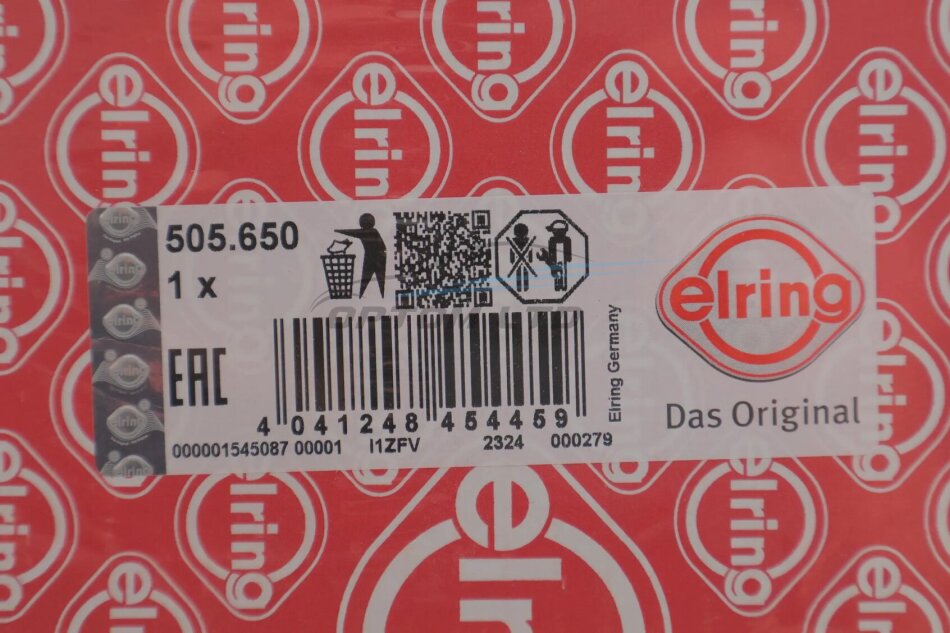 505.650
1 x
EAC
4 041248 454459
000001545087 00001 I1ZFV 2324 000279
Elring Germany
elring
Das Original